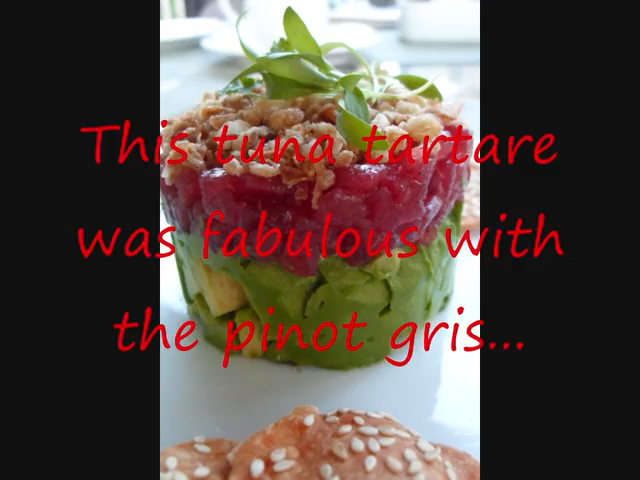 This tuna tartare
was fabulous with
the pinot gris...